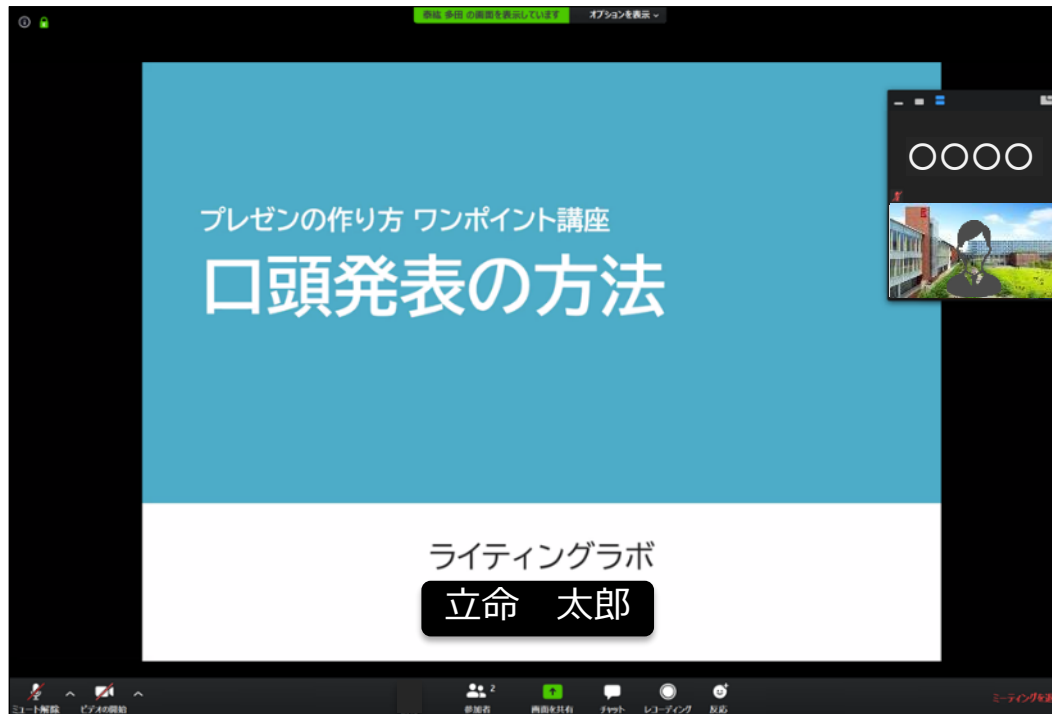 泰紘 多田 の画面を表示しています オプションを表示
プレゼンの作り方 ワンポイント講座
口頭発表の方法
〇〇〇〇
ライティングラボ
立命 太郎
ミュート解除 ビデオの開始 参加者 2 画面を共有 チャット レコーディング 反応